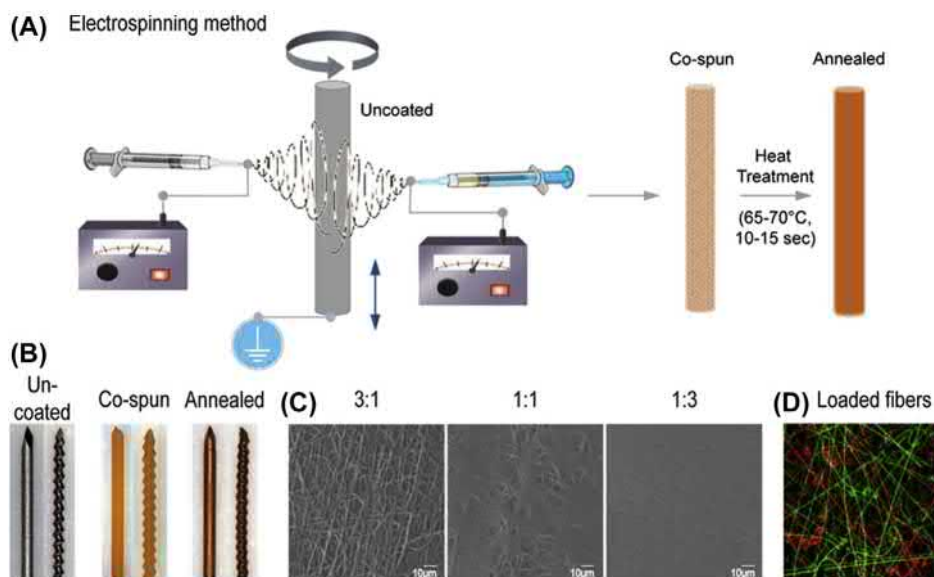 (A) Electrospinning method
Uncoated
Co-spun
Annealed
Heat
Treatment
(65-70°C,
10-15 sec)
(B)
Un-
coated
Co-spun
Annealed
(C)
3:1
1:1
1:3
10µm
10µm
10µm
(D) Loaded fibers